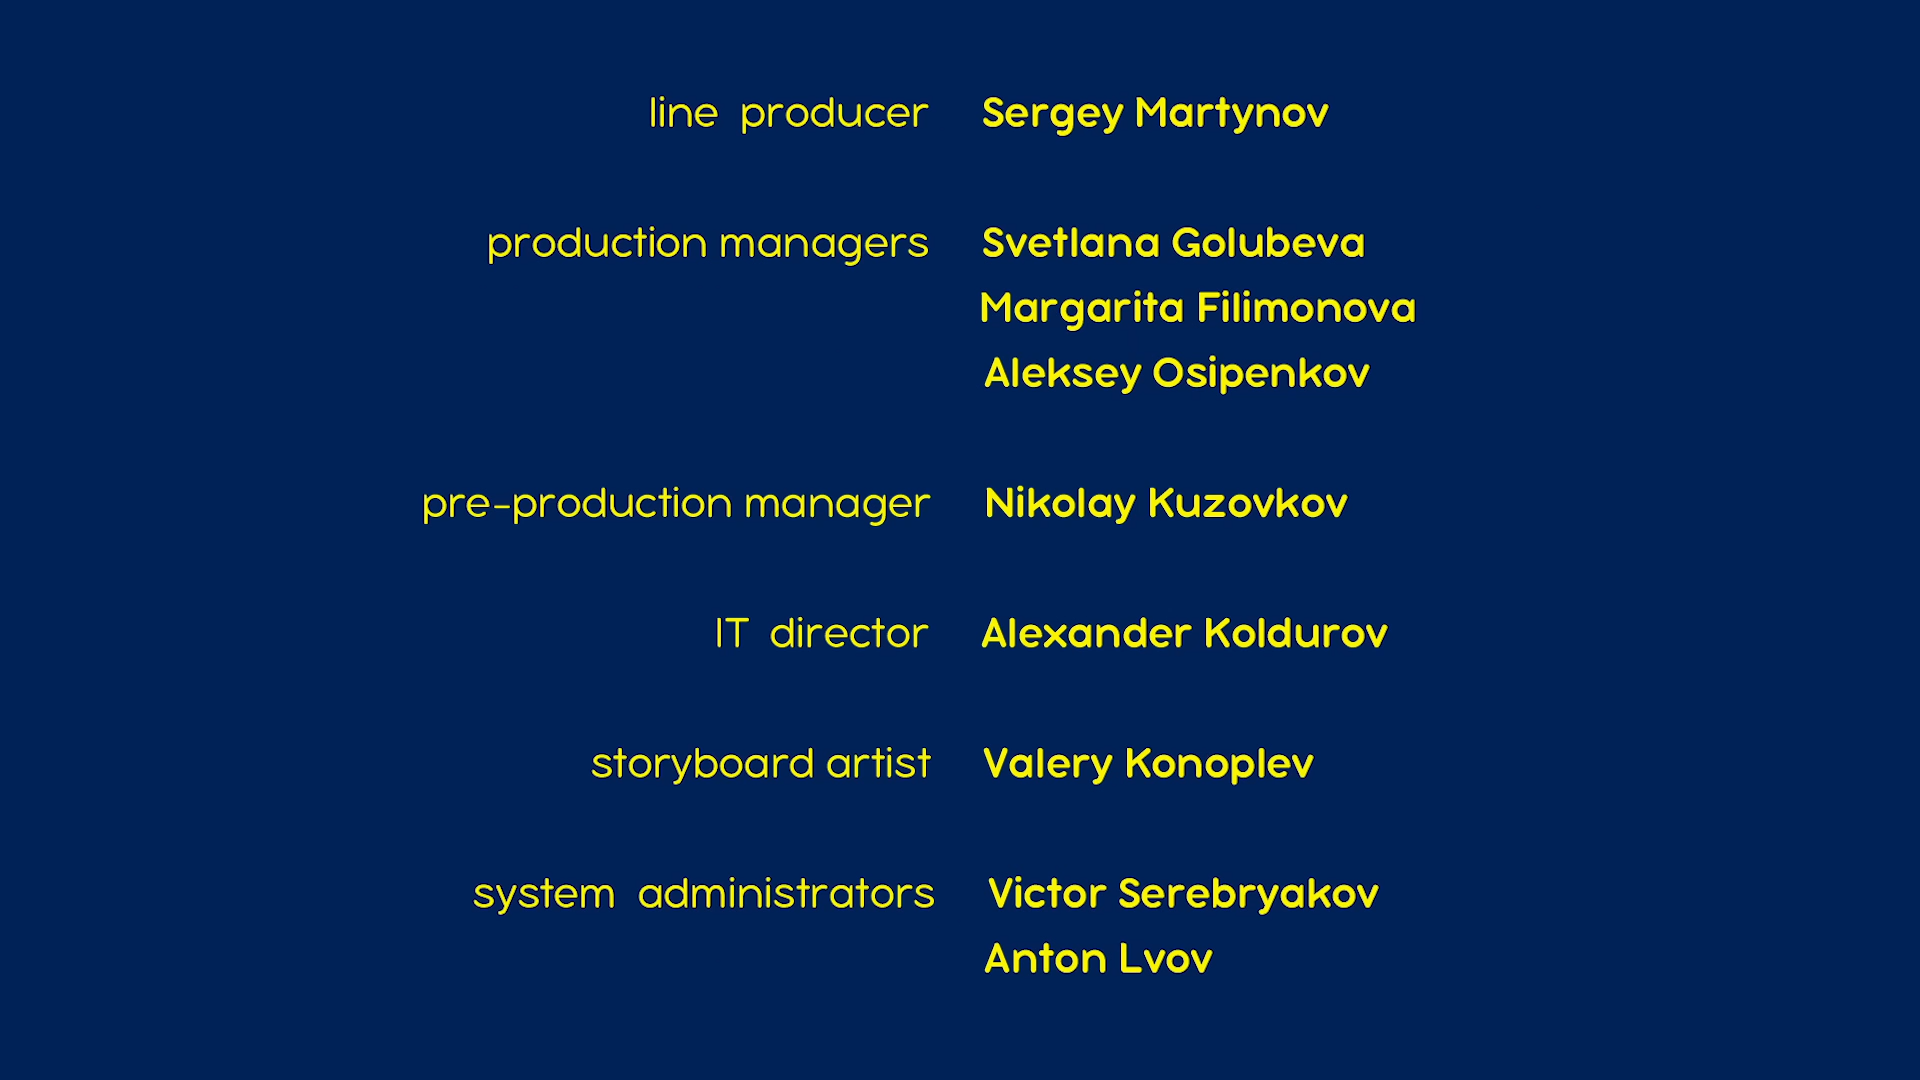 line producer Sergey Martynov
production managers Svetlana Golubeva
Margarita Filimonova
Aleksey Osipenkov
pre-production manager Nikolay Kuzovkov
IT director Alexander Koldurov
storyboard artist Valery Konoplev
system administrators Victor Serebryakov
Anton Lvov